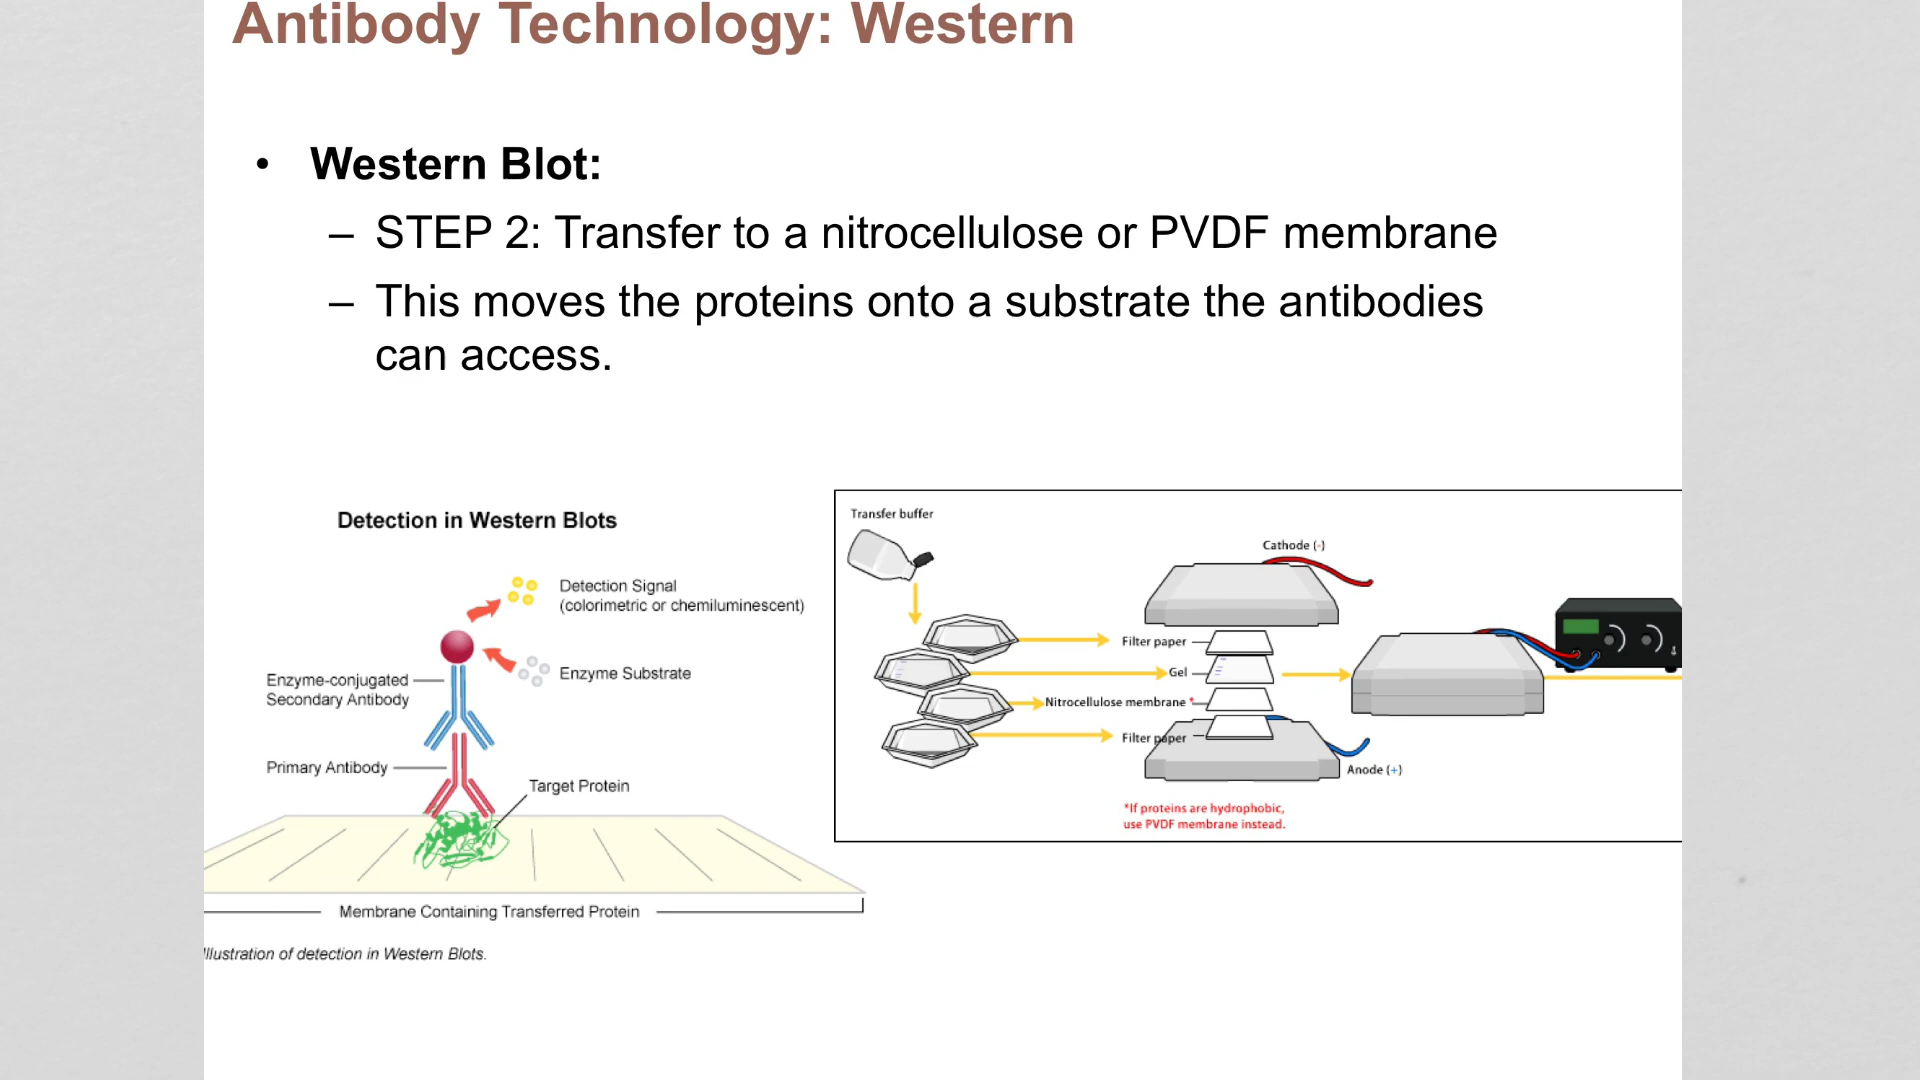 Antibody Technology: Western
• Western Blot:
– STEP 2: Transfer to a nitrocellulose or PVDF membrane
– This moves the proteins onto a substrate the antibodies
can access.
Detection in Western Blots
Detection Signal
(colorimetric or chemiluminescent)
Enzyme Substrate
Enzyme-conjugated
Secondary Antibody
Primary Antibody
Target Protein
Membrane Containing Transferred Protein
Illustration of detection in Western Blots.
Transfer buffer
Cathode (-)
Filter paper
Gel
Nitrocellulose membrane *
Filter paper
Anode (+)
*If proteins are hydrophobic,
use PVDF membrane instead.